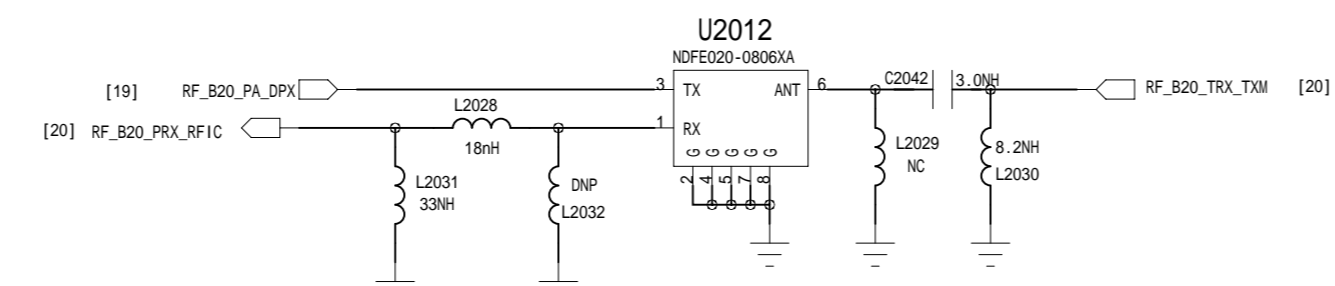 U2012
NDFE020-0806XA
[19] RF_B20_PA_DPX
3 TX ANT 6
C2042 3.0NH
RF_B20_TRX_TXM [20]
[20] RF_B20_PRX_RFIC
L2028
18nH
1 RX
G G G G G
2 4 5 7 8
L2031
33NH
DNP
L2032
L2029
NC
8.2NH
L2030